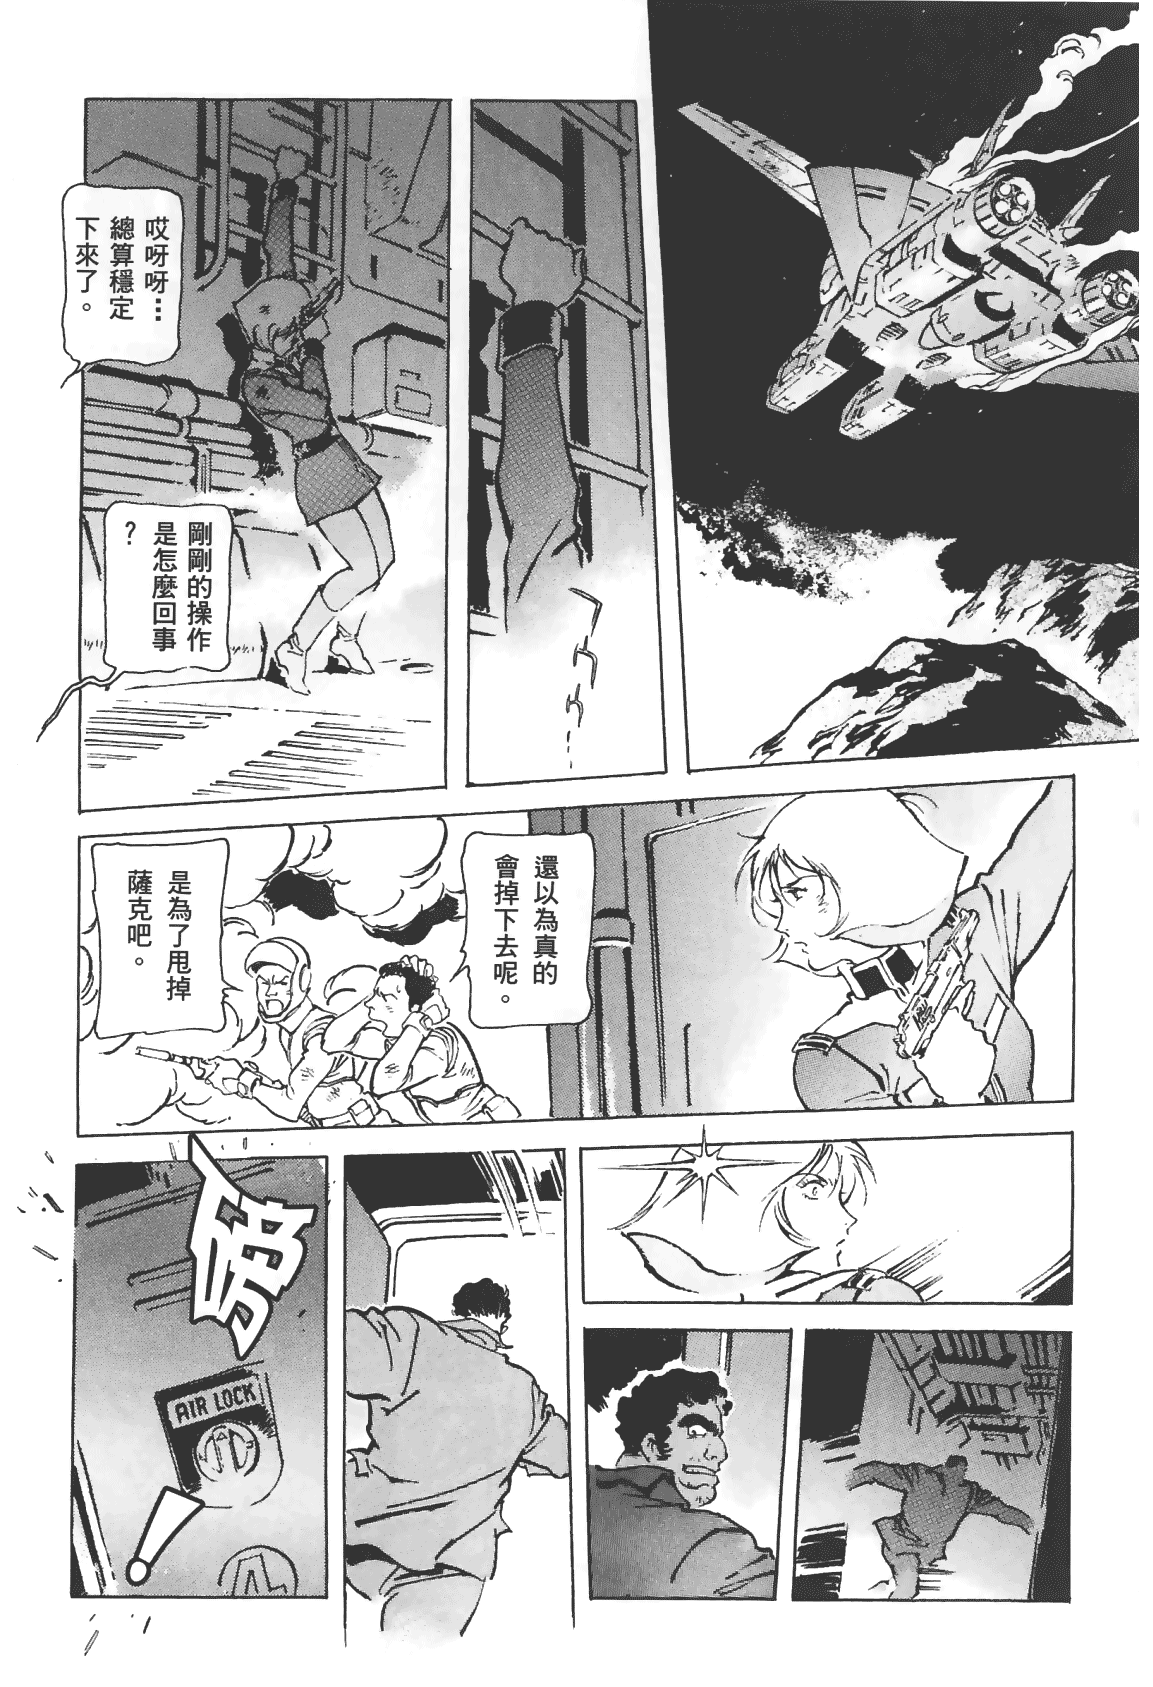 哎呀呀…
總算穩定
下來了。
剛剛的操作
是怎麼回事
？
還以為真的
會掉下去呢。
是為了甩掉
薩克吧。
AIR LOCK
！